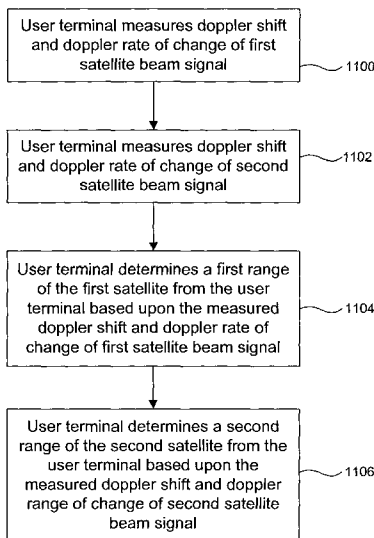 User terminal measures doppler shift
and doppler rate of change of first
satellite beam signal
1100
User terminal measures doppler shift
and doppler rate of change of second
satellite beam signal
1102
User terminal determines a first range
of the first satellite from the user
terminal based upon the measured
doppler shift and doppler rate of
change of first satellite beam signal
1104
User terminal determines a second
range of the second satellite from the
user terminal based upon the
measured doppler shift and doppler
range of change of second satellite
beam signal
1106